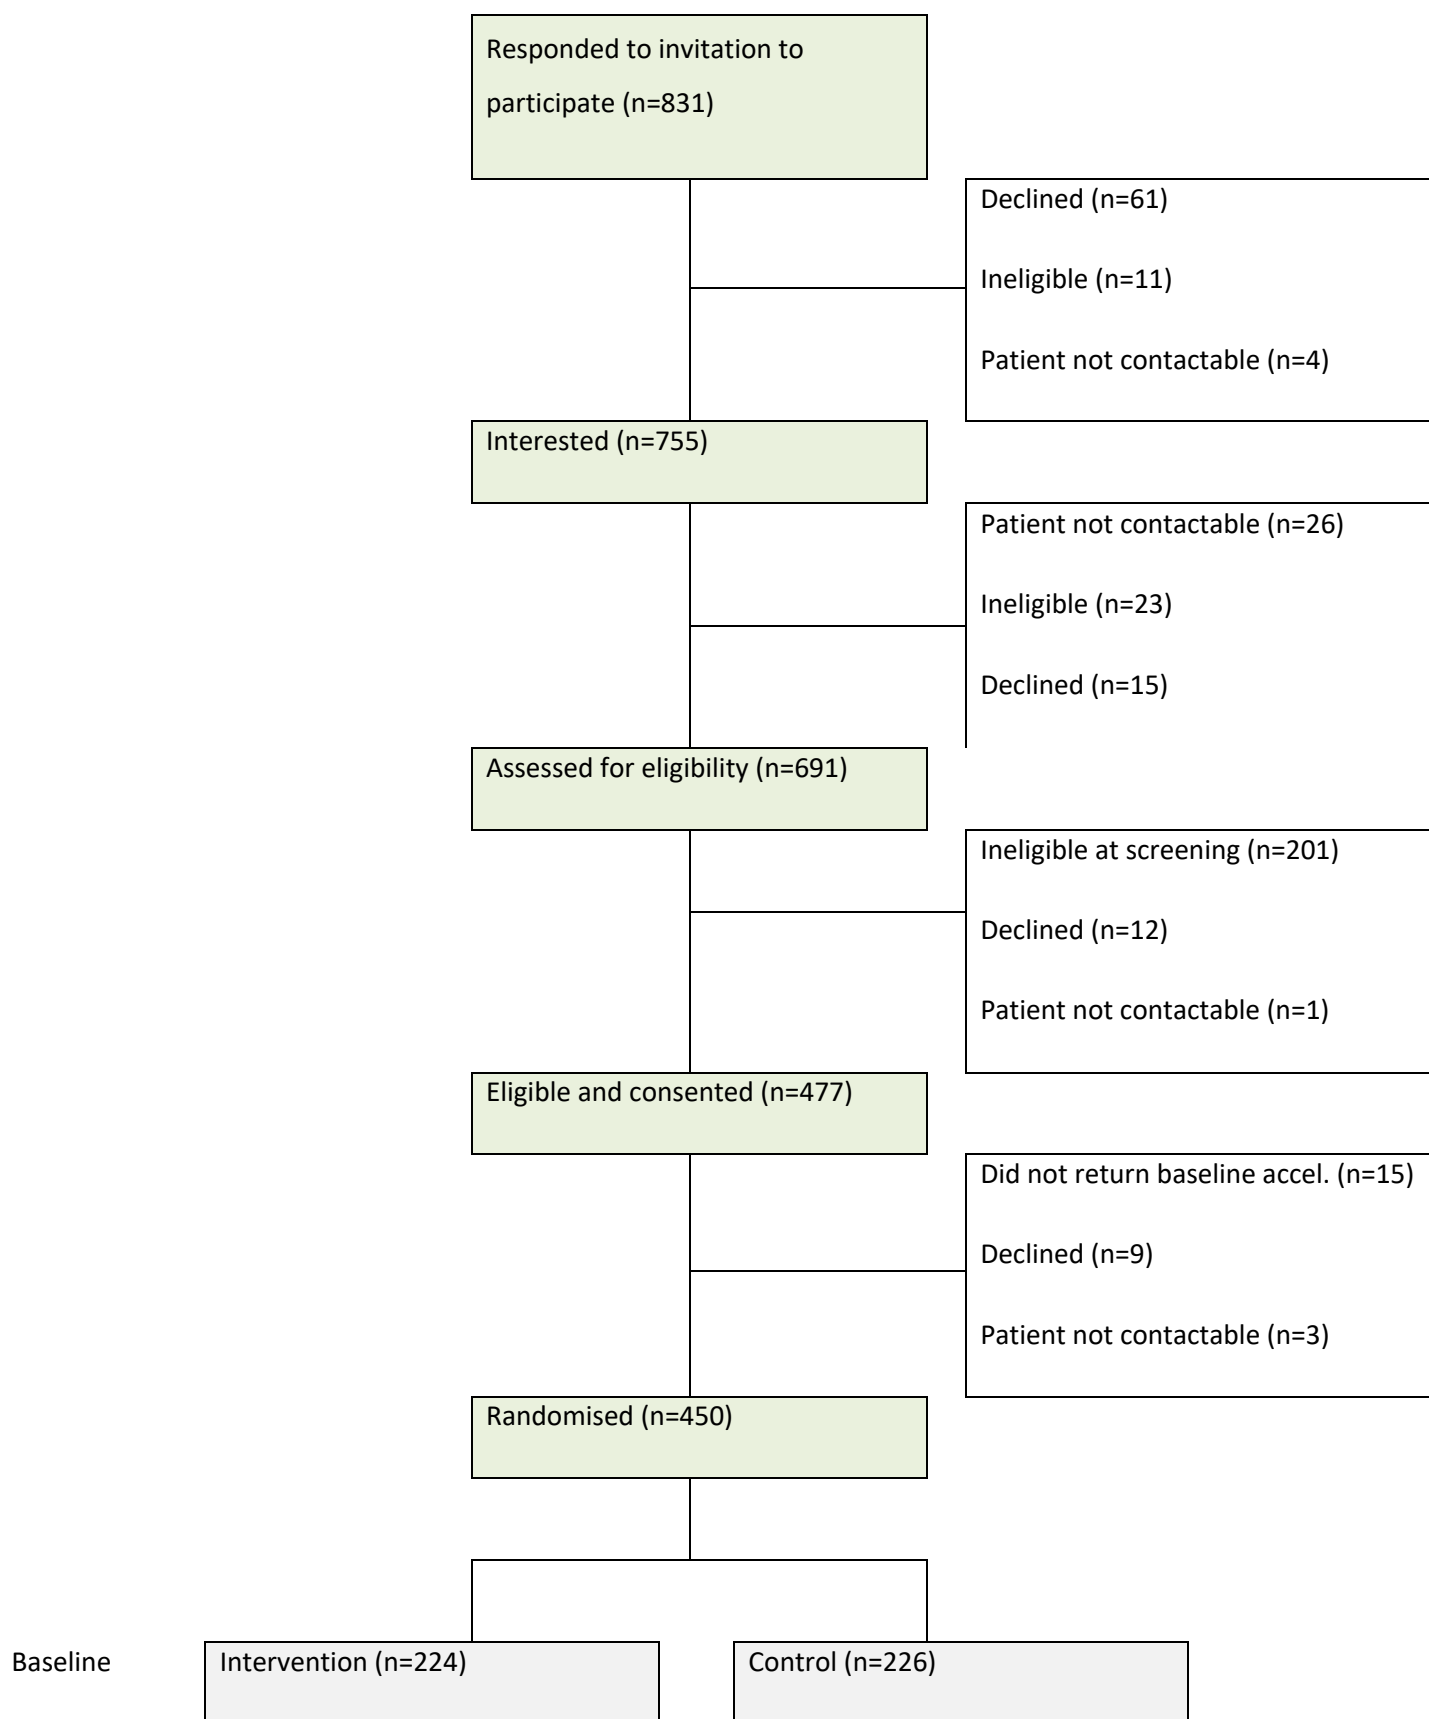 Responded to invitation to
participate (n=831)
Declined (n=61)
Ineligible (n=11)
Patient not contactable (n=4)
Interested (n=755)
Patient not contactable (n=26)
Ineligible (n=23)
Declined (n=15)
Assessed for eligibility (n=691)
Ineligible at screening (n=201)
Declined (n=12)
Patient not contactable (n=1)
Eligible and consented (n=477)
Did not return baseline accel. (n=15)
Declined (n=9)
Patient not contactable (n=3)
Randomised (n=450)
Baseline
Intervention (n=224)
Control (n=226)